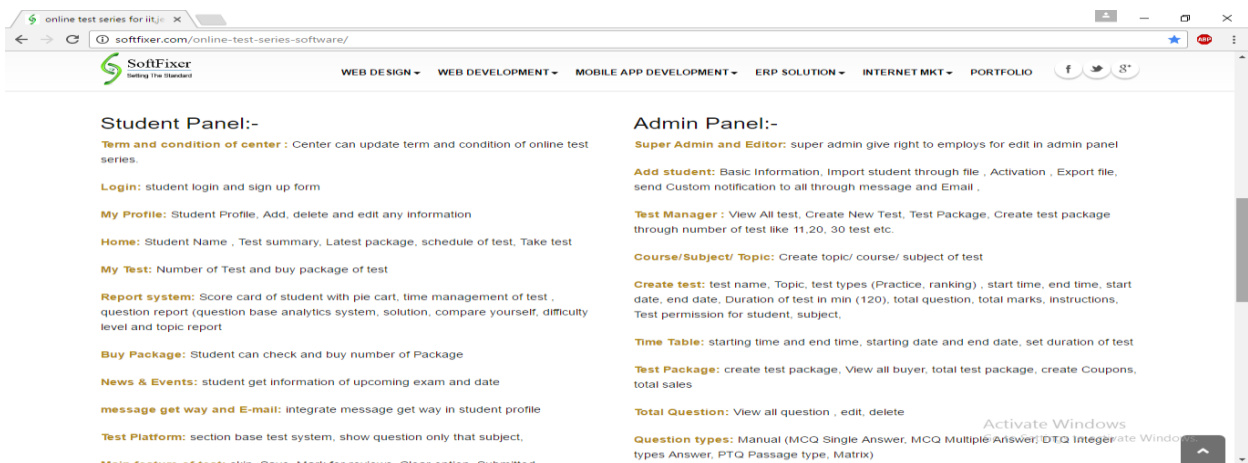 online test series for iit,je
softfixer.com/online-test-series-software/
ABP
SoftFixer
Setting The Standard
WEB DESIGN WEB DEVELOPMENT MOBILE APP DEVELOPMENT ERP SOLUTION INTERNET MKT PORTFOLIO
Student Panel:-
Term and condition of center : Center can update term and condition of online test
series.
Login: student login and sign up form
My Profile: Student Profile, Add, delete and edit any information
Home: Student Name , Test summary, Latest package, schedule of test, Take test
My Test: Number of Test and buy package of test
Report system: Score card of student with pie cart, time management of test ,
question report (question base analytics system, solution, compare yourself, difficulty
level and topic report
Buy Package: Student can check and buy number of Package
News & Events: student get information of upcoming exam and date
message get way and E-mail: integrate message get way in student profile
Test Platform: section base test system, show question only that subject,
Admin Panel:-
Super Admin and Editor: super admin give right to employs for edit in admin panel
Add student: Basic Information, Import student through file , Activation , Export file,
send Custom notification to all through message and Email ,
Test Manager : View All test, Create New Test, Test Package, Create test package
through number of test like 11,20, 30 test etc.
Course/Subject/ Topic: Create topic/ course/ subject of test
Create test: test name, Topic, test types (Practice, ranking) , start time, end time, start
date, end date, Duration of test in min (120), total question, total marks, instructions,
Test permission for student, subject,
Time Table: starting time and end time, starting date and end date, set duration of test
Test Package: create test package, View all buyer, total test package, create Coupons,
total sales
Total Question: View all question , edit, delete
Question types: Manual (MCQ Single Answer, MCQ Multiple Answer, DTQ Integer
types Answer, PTQ Passage type, Matrix)
Activate Windows